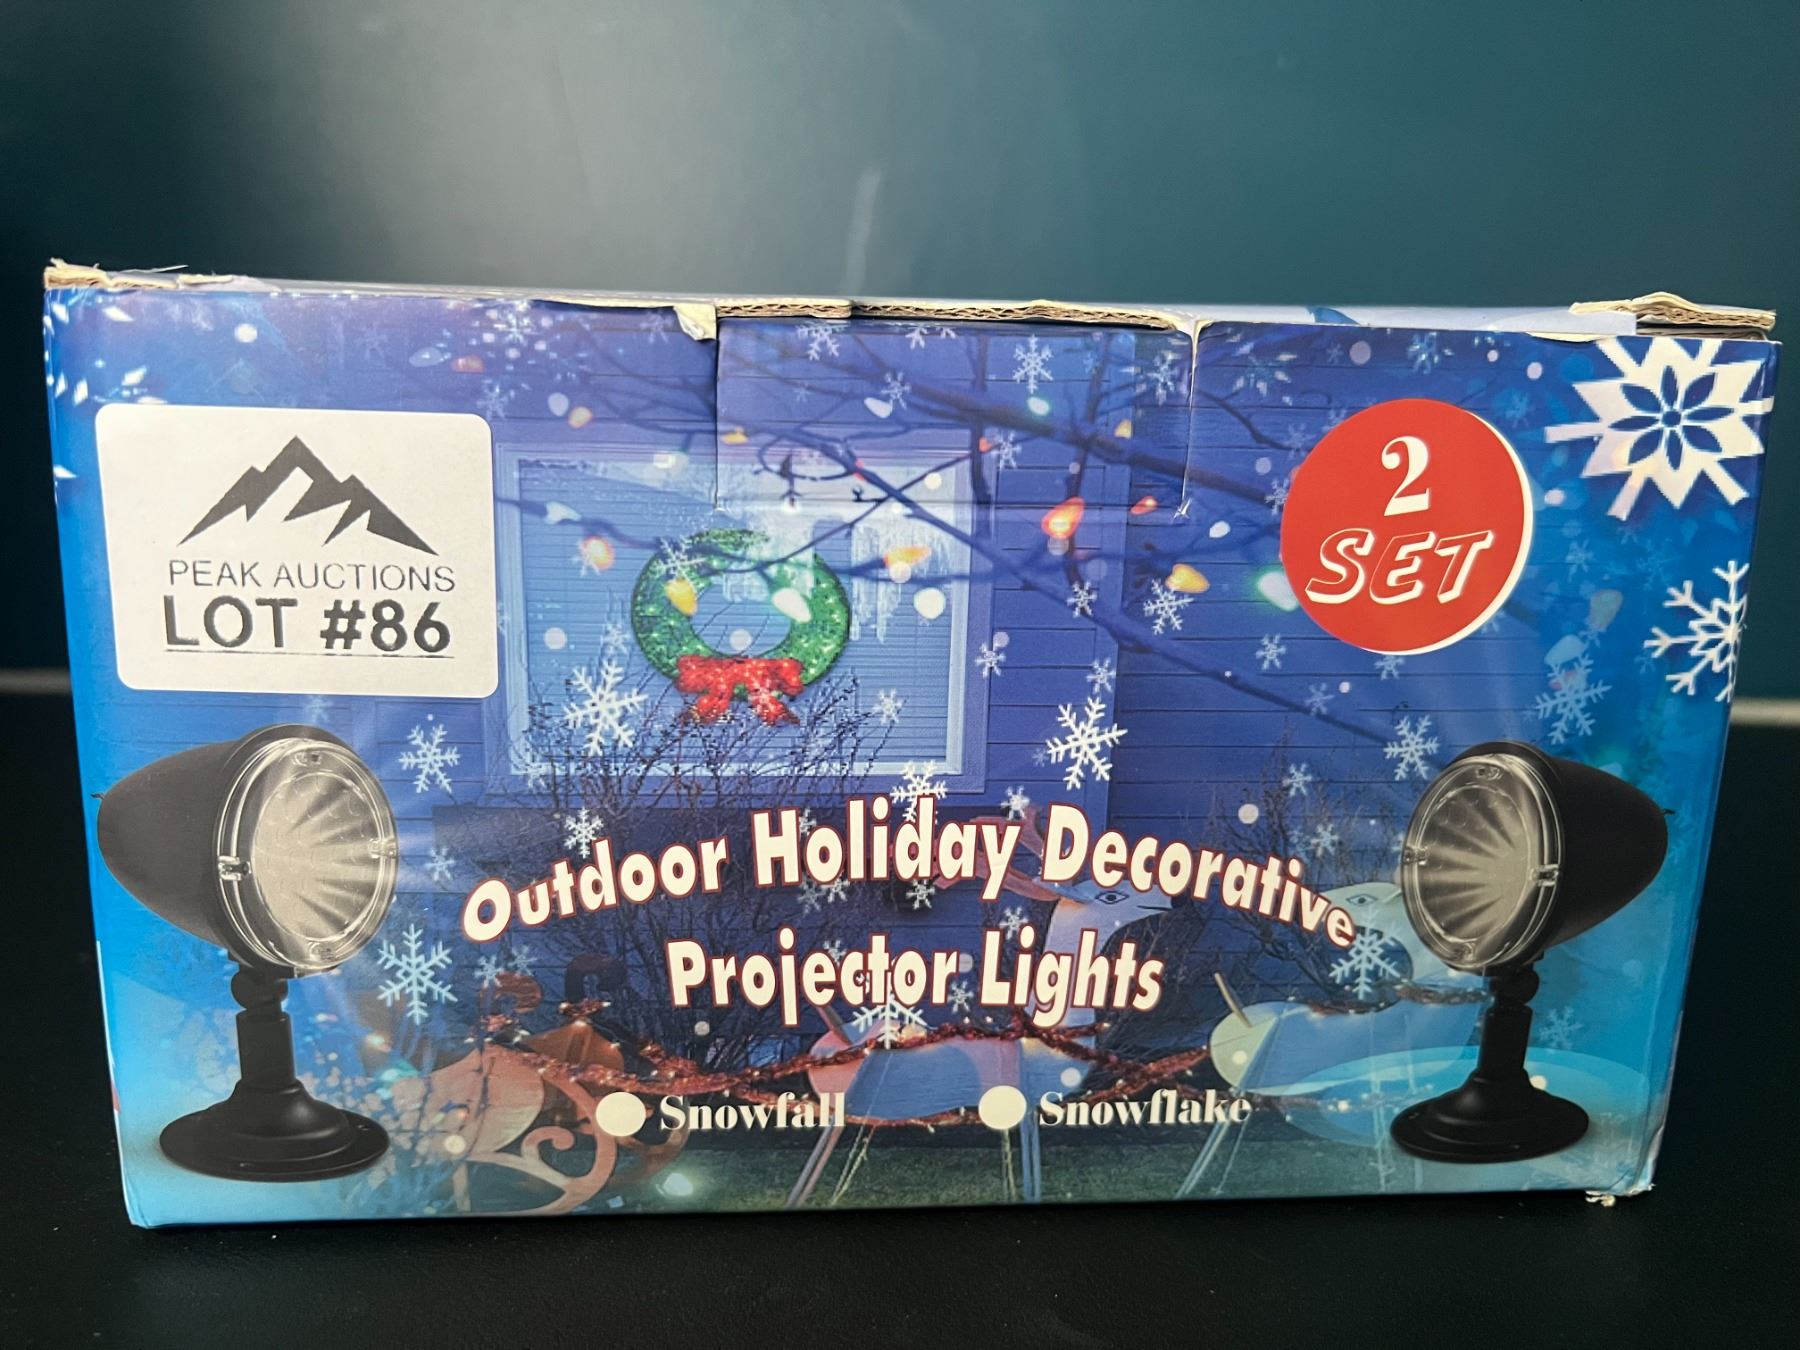 PEAK AUCTIONS
LOT #86
2
SET
Outdoor Holiday Decorative
Projector Lights
Snowfall
Snowflake